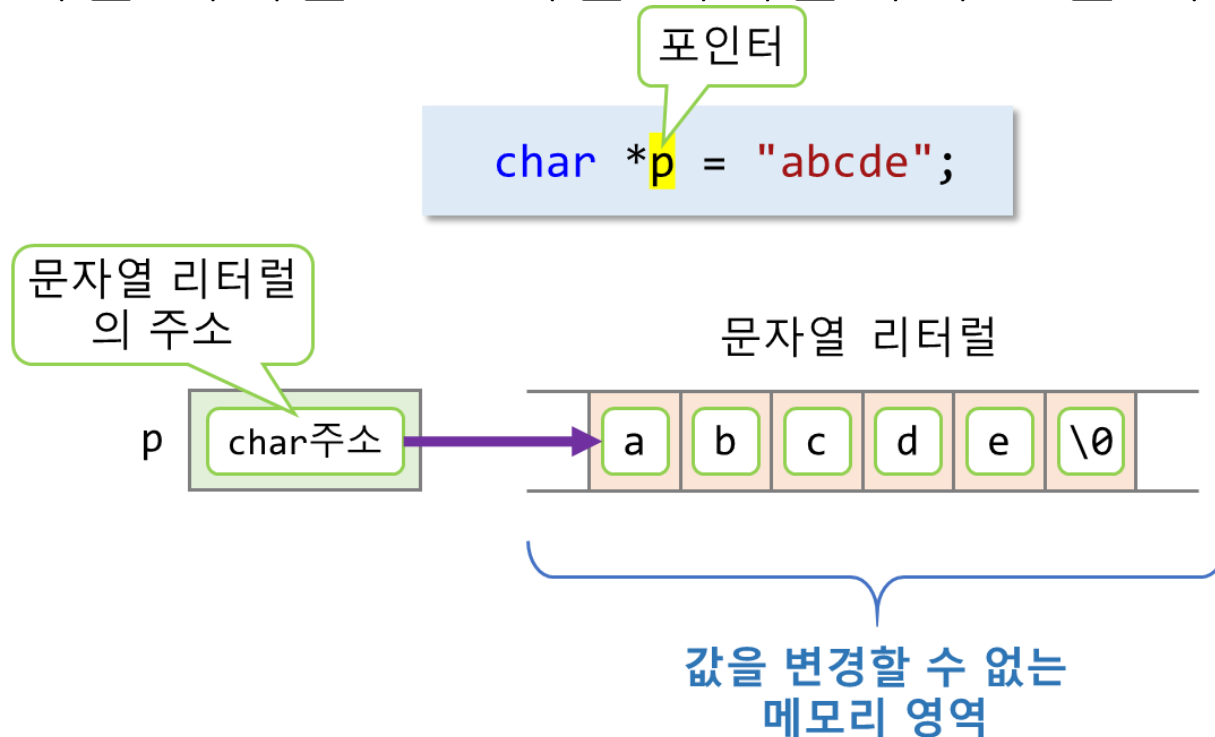 포인터
char *p = "abcde";
문자열 리터럴
의 주소
문자열 리터럴
p
char주소
a b c d e \0
값을 변경할 수 없는
메모리 영역